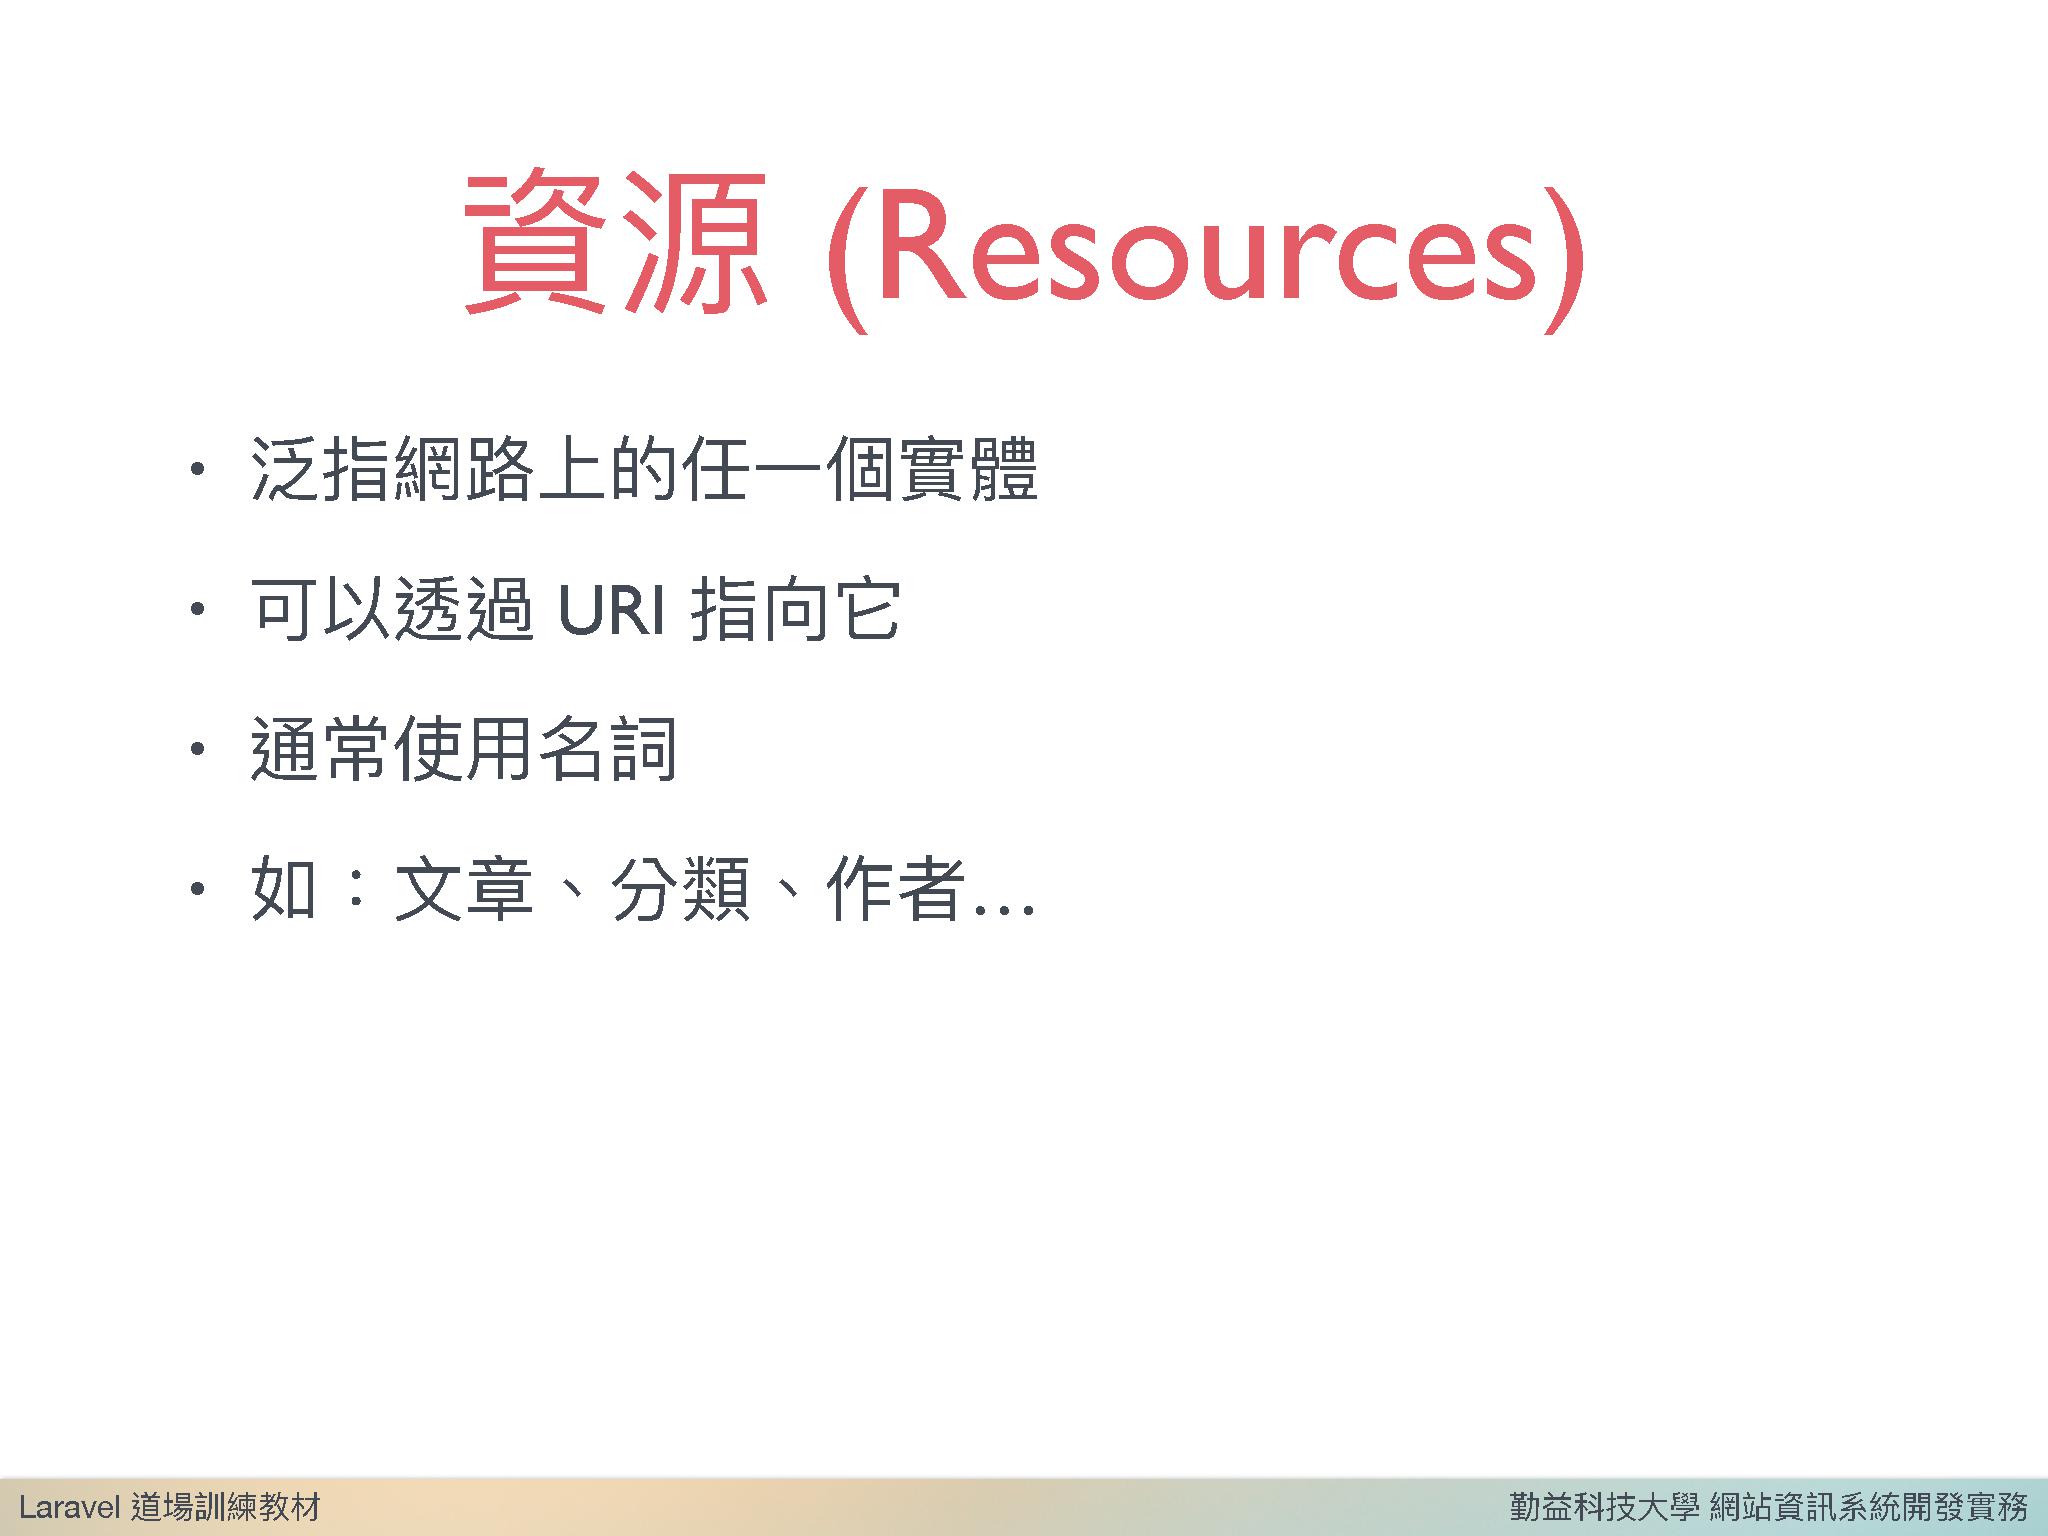 資源 (Resources)
• 泛指網路上的任一個實體
• 可以透過 URI 指向它
• 通常使用名詞
• 如：文章、分類、作者…
Laravel 道場訓練教材
勤益科技大學 網站資訊系統開發實務